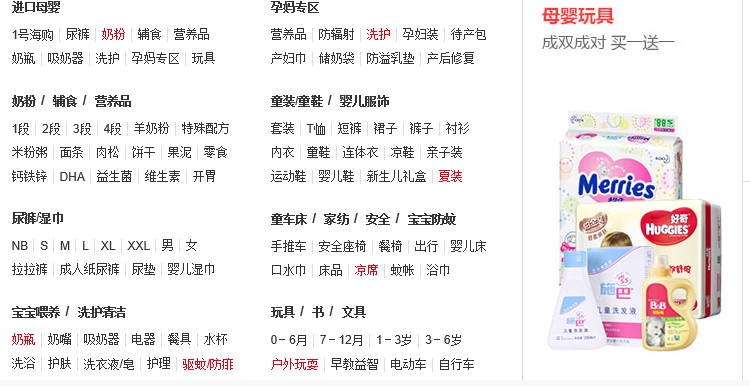 进口母婴
1号海购 尿裤 奶粉 辅食 营养品
奶瓶 吸奶器 洗护 孕妈专区 玩具
孕妈专区
营养品 防辐射 洗护 孕妇装 待产包
产妇巾 储奶袋 防溢乳垫 产后修复
奶粉 / 辅食 / 营养品
1段 2段 3段 4段 羊奶粉 特殊配方
米粉粥 面条 肉松 饼干 果泥 零食
钙铁锌 DHA 益生菌 维生素 开胃
童装/童鞋 / 婴儿服饰
套装 T恤 短裤 裙子 裤子 衬衫
内衣 童鞋 连体衣 凉鞋 亲子装
运动鞋 婴儿鞋 新生儿礼盒 夏装
尿裤/湿巾
NB S M L XL XXL 男 女
拉拉裤 成人纸尿裤 尿垫 婴儿湿巾
童车床 / 家纺 / 安全 / 宝宝防蚊
手推车 安全座椅 餐椅 出行 婴儿床
口水巾 床品 凉席 蚊帐 浴巾
宝宝喂养 / 洗护清洁
奶瓶 奶嘴 吸奶器 电器 餐具 水杯
洗浴 护肤 洗衣液/皂 护理 驱蚊/防痱
玩具 / 书 / 文具
0－6月 7－12月 1－3岁 3－6岁
户外玩耍 早教益智 电动车 自行车
母婴玩具
成双成对 买一送一
Merries
好奇
HUGGIES
施巴
儿童洗发液
施巴
儿童洗发液
B&B